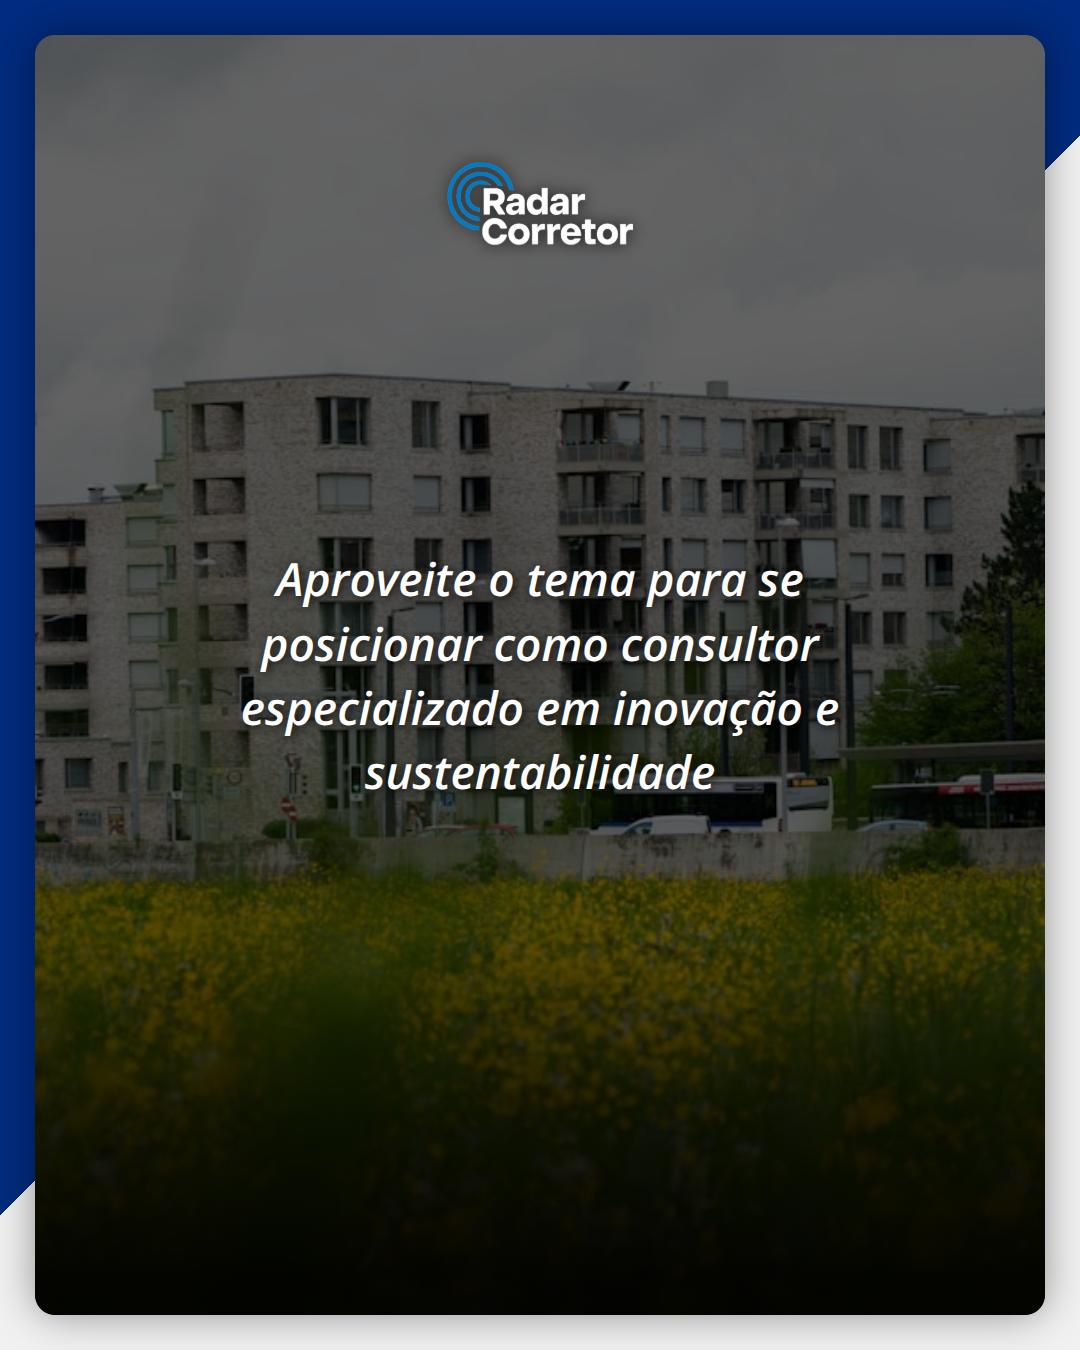 Radar
Corretor
Aproveite o tema para se
posicionar como consultor
especializado em inovação e
sustentabilidade